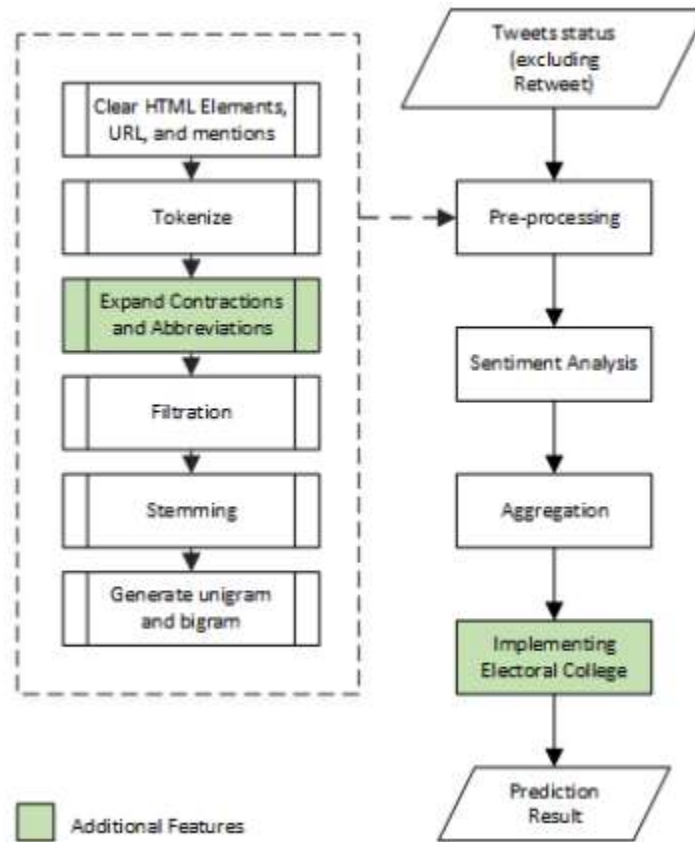 Tweets status
(excluding
Retweet)
Clear HTML Elements,
URL, and mentions
Tokenize
Expand Contractions
and Abbreviations
Filtration
Stemming
Generate unigram
and bigram
Pre-processing
Sentiment Analysis
Aggregation
Implementing
Electoral College
Prediction
Result
Additional Features